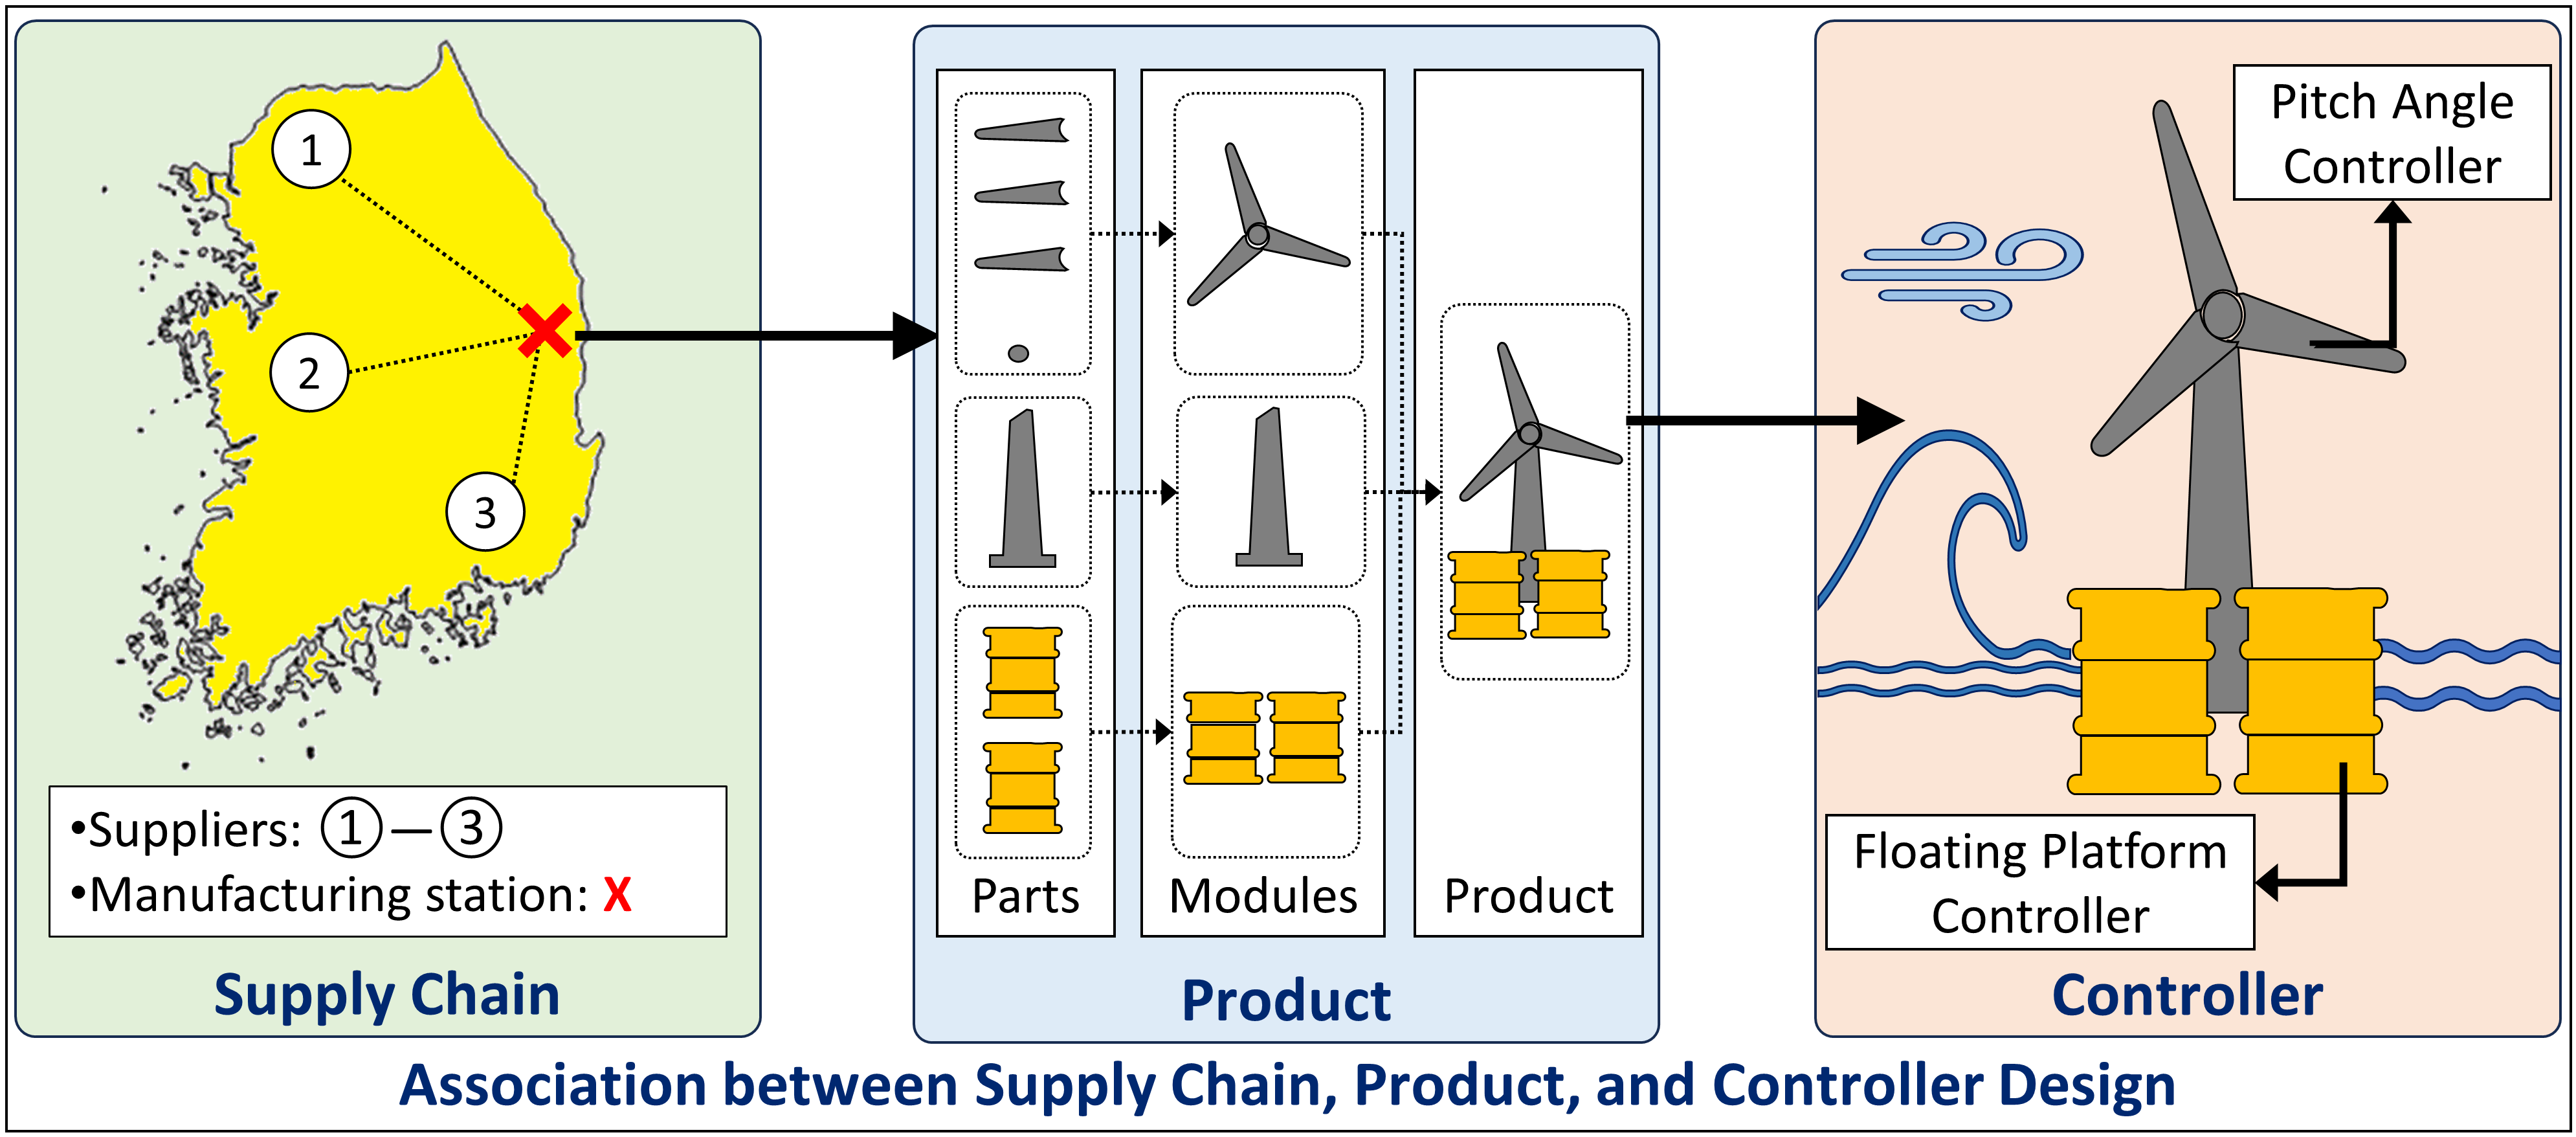 1
2
3
•Suppliers: 1—3
•Manufacturing station: X
Supply Chain
Parts
Modules
Product
Product
Pitch Angle
Controller
Floating Platform
Controller
Controller
Association between Supply Chain, Product, and Controller Design